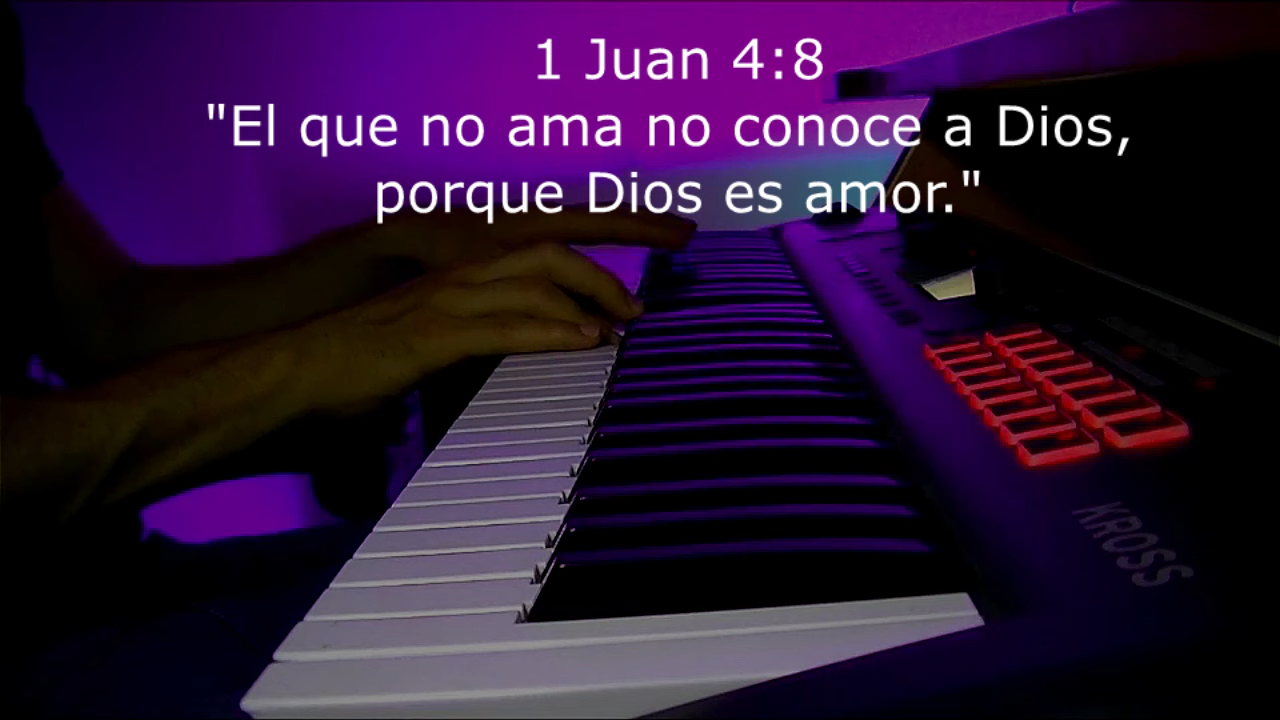 1 Juan 4:8
"El que no ama no conoce a Dios,
porque Dios es amor."
KROSS